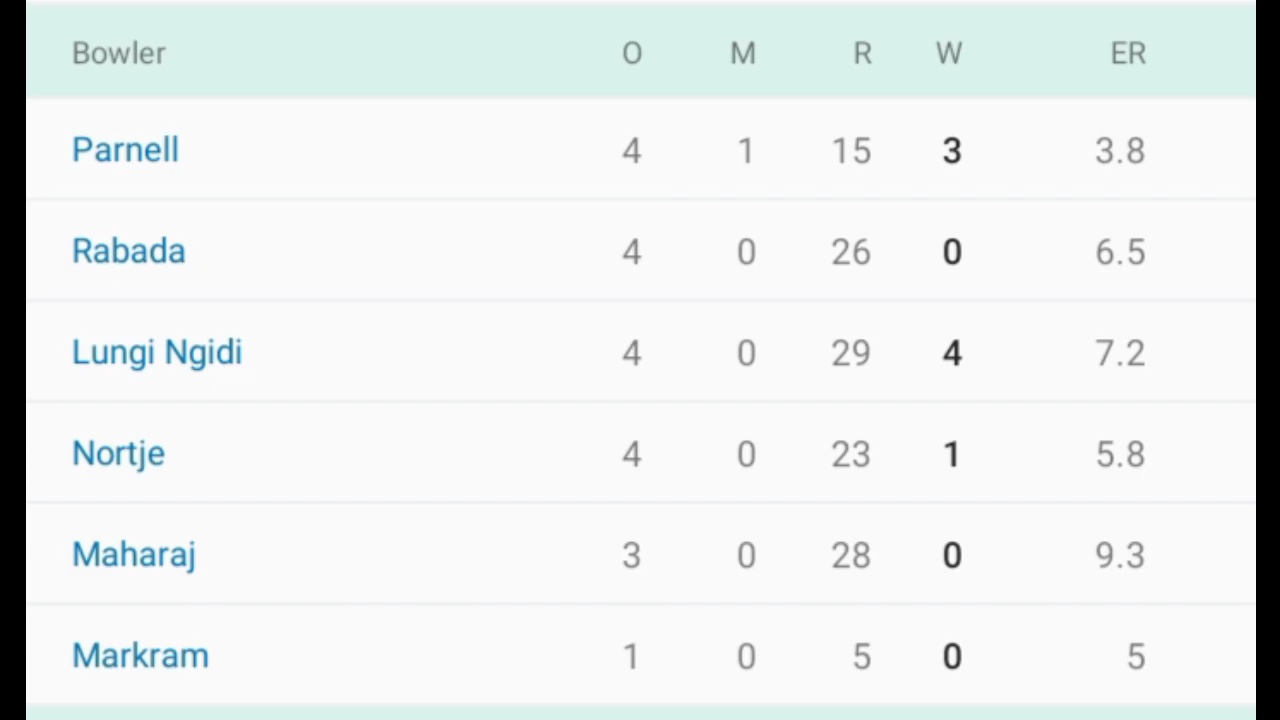 Bowler O M R W ER
Parnell 4 1 15 3 3.8
Rabada 4 0 26 0 6.5
Lungi Ngidi 4 0 29 4 7.2
Nortje 4 0 23 1 5.8
Maharaj 3 0 28 0 9.3
Markram 1 0 5 0 5